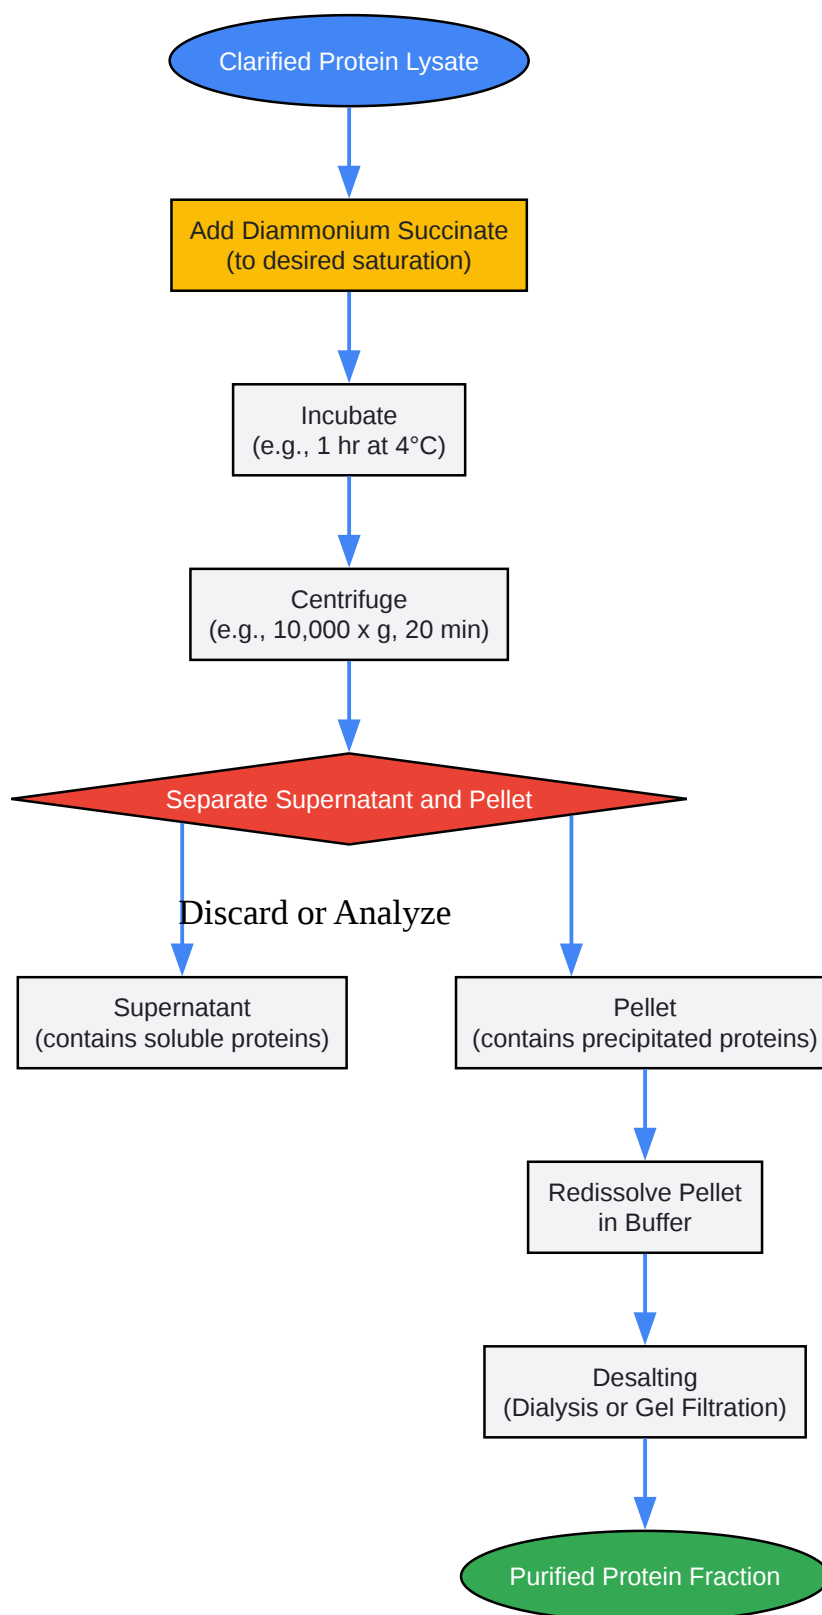 Clarified Protein Lysate
Add Diammonium Succinate
(to desired saturation)
Incubate
(e.g., 1 hr at 4°C)
Centrifuge
(e.g., 10,000 x g, 20 min)
Separate Supernatant and Pellet
Discard or Analyze
Supernatant
(contains soluble proteins)
Pellet
(contains precipitated proteins)
Redissolve Pellet
in Buffer
Desalting
(Dialysis or Gel Filtration)
Purified Protein Fraction